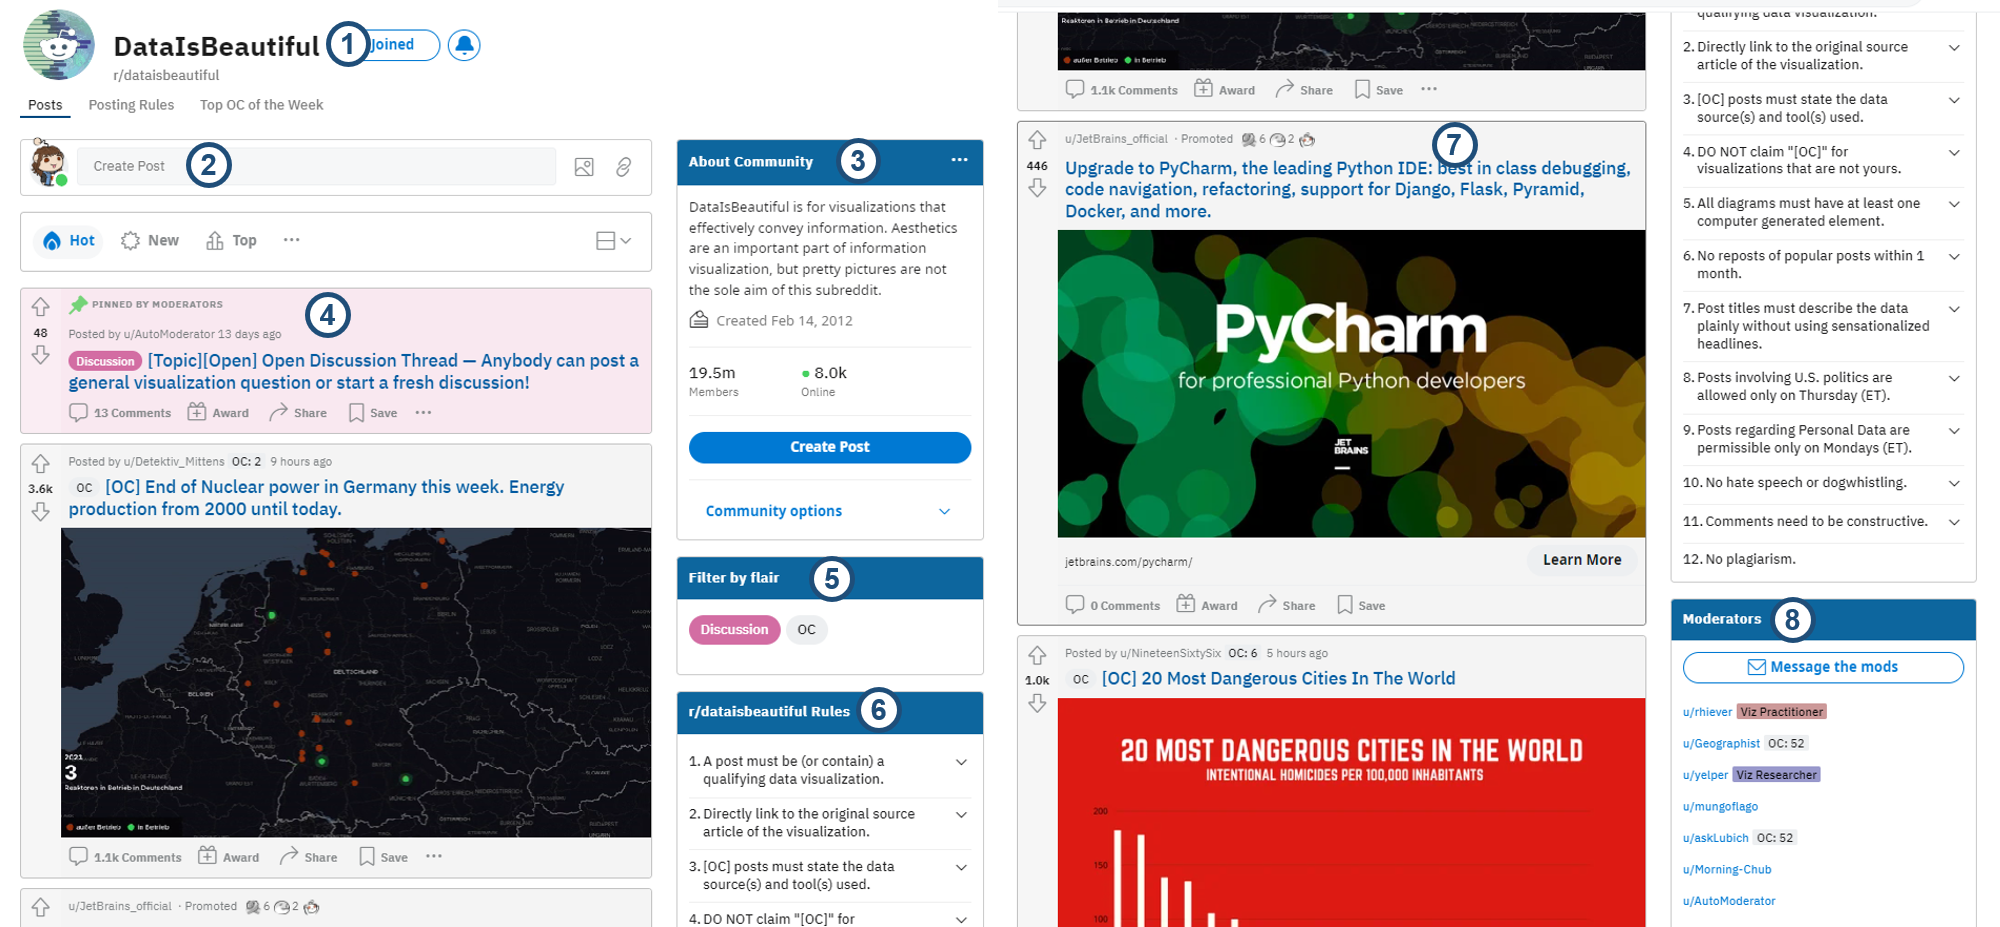 DataIsBeautiful
1
Joined
r/dataisbeautiful
Posts Posting Rules Top OC of the Week
Create Post 2
Hot New Top ...
PINNED BY MODERATORS 4
48 Posted by u/AutoModerator 13 days ago
Discussion [Topic][Open] Open Discussion Thread — Anybody can post a
general visualization question or start a fresh discussion!
13 Comments Award Share Save ...
Posted by u/Detektiv_Mittens OC: 2 9 hours ago
3.6k OC [OC] End of Nuclear power in Germany this week. Energy
production from 2000 until today.
DEUTSCHLAND
BELGIEN
2021
3
Reaktoren in Betrieb in Deutschland
außer Betrieb in Betrieb
1.1k Comments Award Share Save ...
u/JetBrains_official · Promoted 6 2
About Community 3 ...
DataIsBeautiful is for visualizations that
effectively convey information. Aesthetics
are an important part of information
visualization, but pretty pictures are not
the sole aim of this subreddit.
Created Feb 14, 2012
19.5m 8.0k
Members Online
Create Post
Community options
Filter by flair 5
Discussion OC
r/dataisbeautiful Rules 6
1. A post must be (or contain) a
qualifying data visualization.
2. Directly link to the original source
article of the visualization.
3. [OC] posts must state the data
source(s) and tool(s) used.
4. DO NOT claim "[OC]" for
Reaktoren in Betrieb in Deutschland
außer Betrieb in Betrieb
1.1k Comments Award Share Save ...
u/JetBrains_official · Promoted 6 2 7
446 Upgrade to PyCharm, the leading Python IDE: best in class debugging,
code navigation, refactoring, support for Django, Flask, Pyramid,
Docker, and more.
PyCharm
for professional Python developers
JET
BRAINS
jetbrains.com/pycharm/ Learn More
0 Comments Award Share Save
Posted by u/NineteenSixtySix OC: 6 5 hours ago
1.0k OC [OC] 20 Most Dangerous Cities In The World
20 MOST DANGEROUS CITIES IN THE WORLD
INTENTIONAL HOMICIDES PER 100,000 INHABITANTS
200
100
qualifying data visualization.
2. Directly link to the original source
article of the visualization.
3. [OC] posts must state the data
source(s) and tool(s) used.
4. DO NOT claim "[OC]" for
visualizations that are not yours.
5. All diagrams must have at least one
computer generated element.
6. No reposts of popular posts within 1
month.
7. Post titles must describe the data
plainly without using sensationalized
headlines.
8. Posts involving U.S. politics are
allowed only on Thursday (ET).
9. Posts regarding Personal Data are
permissible only on Mondays (ET).
10. No hate speech or dogwhistling.
11. Comments need to be constructive.
12. No plagiarism.
Moderators 8
Message the mods
u/rhiever Viz Practitioner
u/Geographist OC: 52
u/yelper Viz Researcher
u/mungoflago
u/askLubich OC: 52
u/Morning-Chub
u/AutoModerator